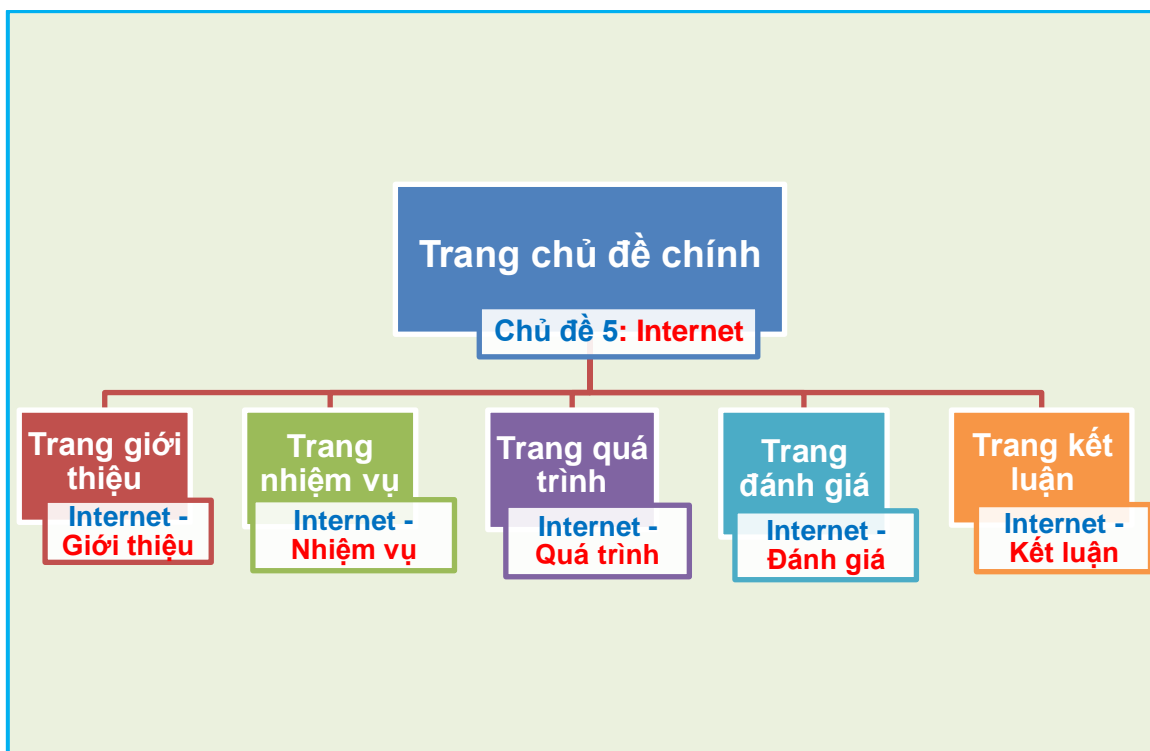 Trang chủ đề chính
Chủ đề 5: Internet
Trang giới
thiệu
Internet -
Giới thiệu
Trang
nhiệm vụ
Internet -
Nhiệm vụ
Trang quá
trình
Internet -
Quá trình
Trang
đánh giá
Internet -
Đánh giá
Trang kết
luận
Internet -
Kết luận